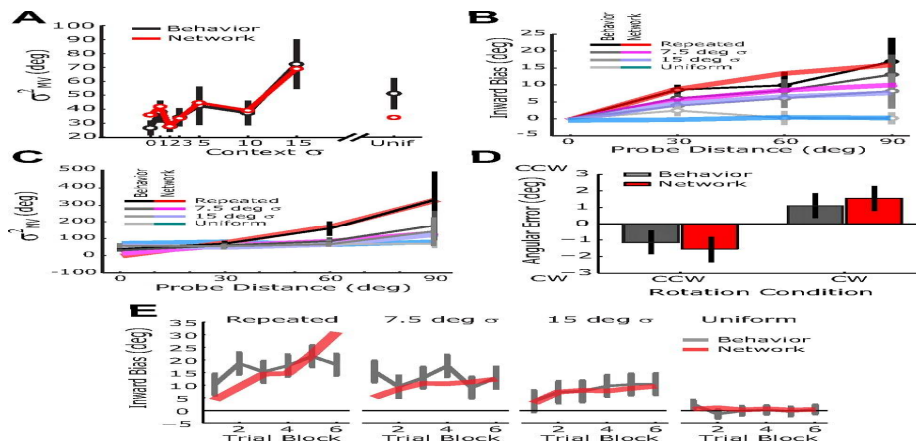 A
σ²MV (deg)
100
90
80
70
60
50
40
30
20
Behavior
Network
0 1 2 3 5 10 15 Unif
Context σ
B
Inward Bias (deg)
25
20
15
10
5
0
-5
Behavior
Network
Repeated
7.5 deg σ
15 deg σ
Uniform
0 30 60 90
Probe Distance (deg)
C
σ²MV (deg)
500
400
300
200
100
0
-100
Behavior
Network
Repeated
7.5 deg σ
15 deg σ
Uniform
0 30 60 90
Probe Distance (deg)
D
CCW
Angular Error (deg)
3
2
1
0
-1
-2
-3
CW
Behavior
Network
CCW CW
Rotation Condition
E
Repeated 7.5 deg σ 15 deg σ Uniform
Inward Bias (deg)
35
30
25
20
15
10
5
0
-5
Behavior
Network
2 4 6 2 4 6 2 4 6 2 4 6
Trial Block Trial Block Trial Block Trial Block